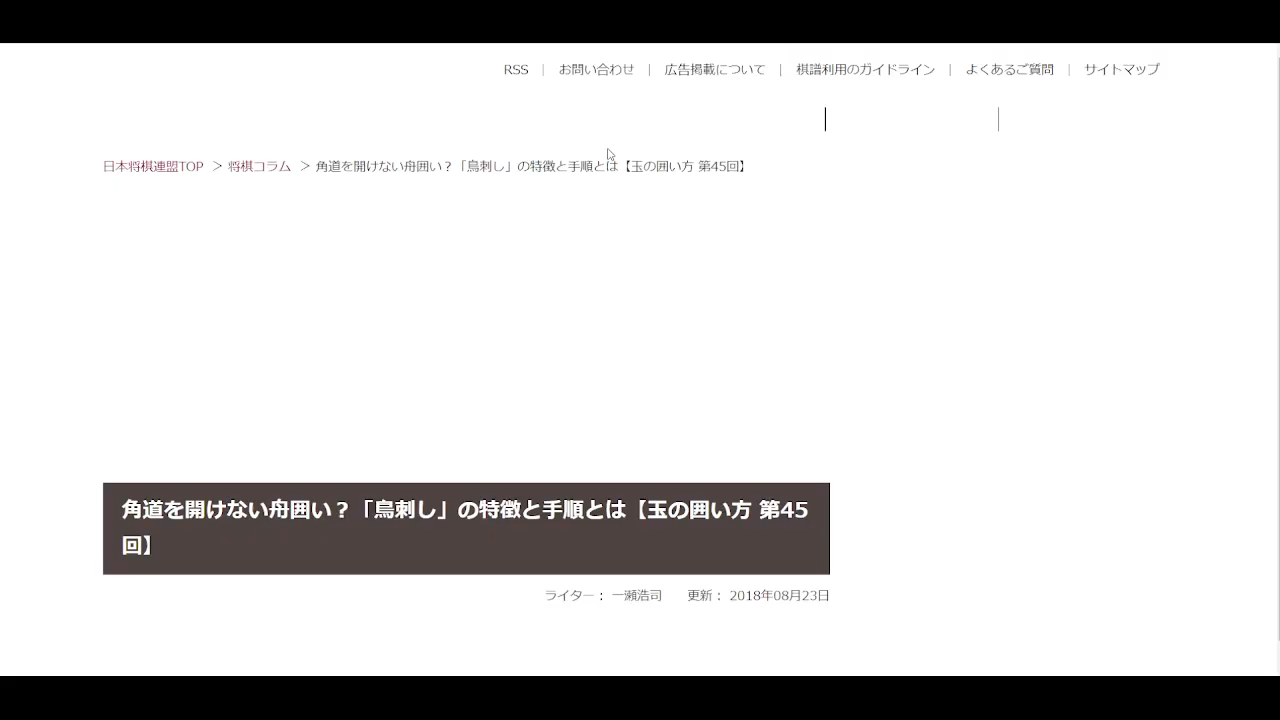 RSS ｜ お問い合わせ ｜ 広告掲載について ｜ 棋譜利用のガイドライン ｜ よくあるご質問 ｜ サイトマップ
日本将棋連盟TOP ＞ 将棋コラム ＞ 角道を開けない舟囲い？「鳥刺し」の特徴と手順とは【玉の囲い方 第45回】
角道を開けない舟囲い？「鳥刺し」の特徴と手順とは【玉の囲い方 第45
回】
ライター： 一瀬浩司 更新： 2018年08月23日